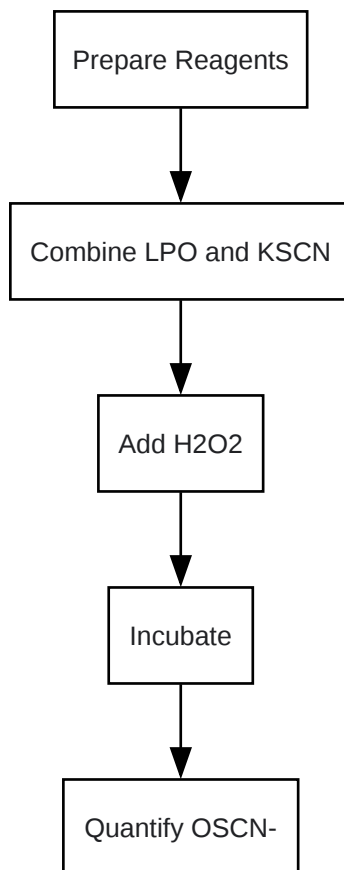 Prepare Reagents
Combine LPO and KSCN
Add H2O2
Incubate
Quantify OSCN-